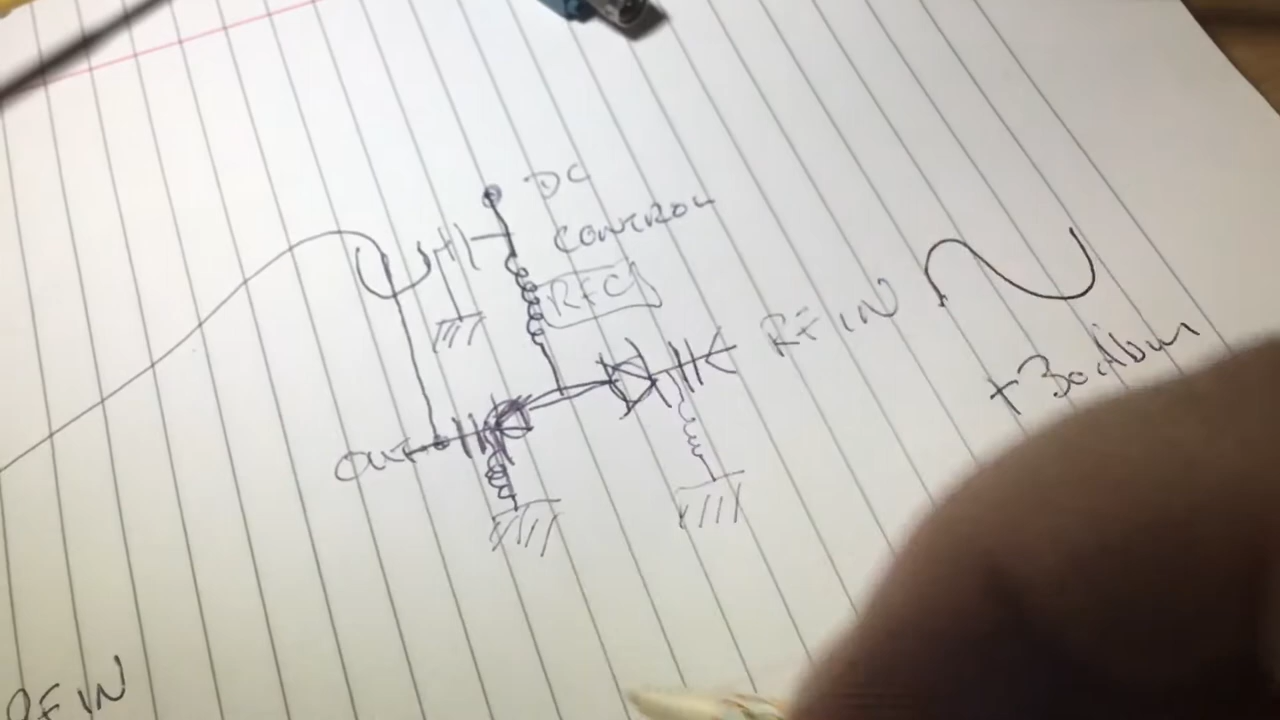 DC
CONTROL
RFC
RF IN
+30dBm
OUT
RF IN